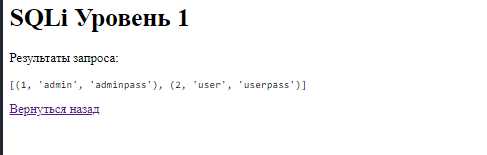 SQLi Уровень 1
Результаты запроса:
[(1, 'admin', 'adminpass'), (2, 'user', 'userpass')]
Вернуться назад